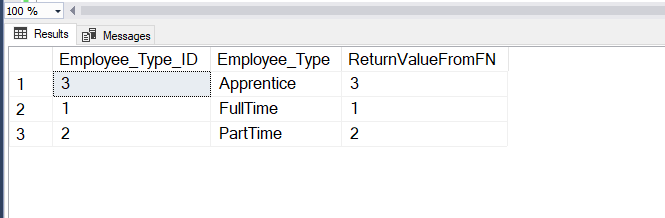 100 %
Results Messages
Employee_Type_ID Employee_Type ReturnValueFromFN
1 3 Apprentice 3
2 1 FullTime 1
3 2 PartTime 2